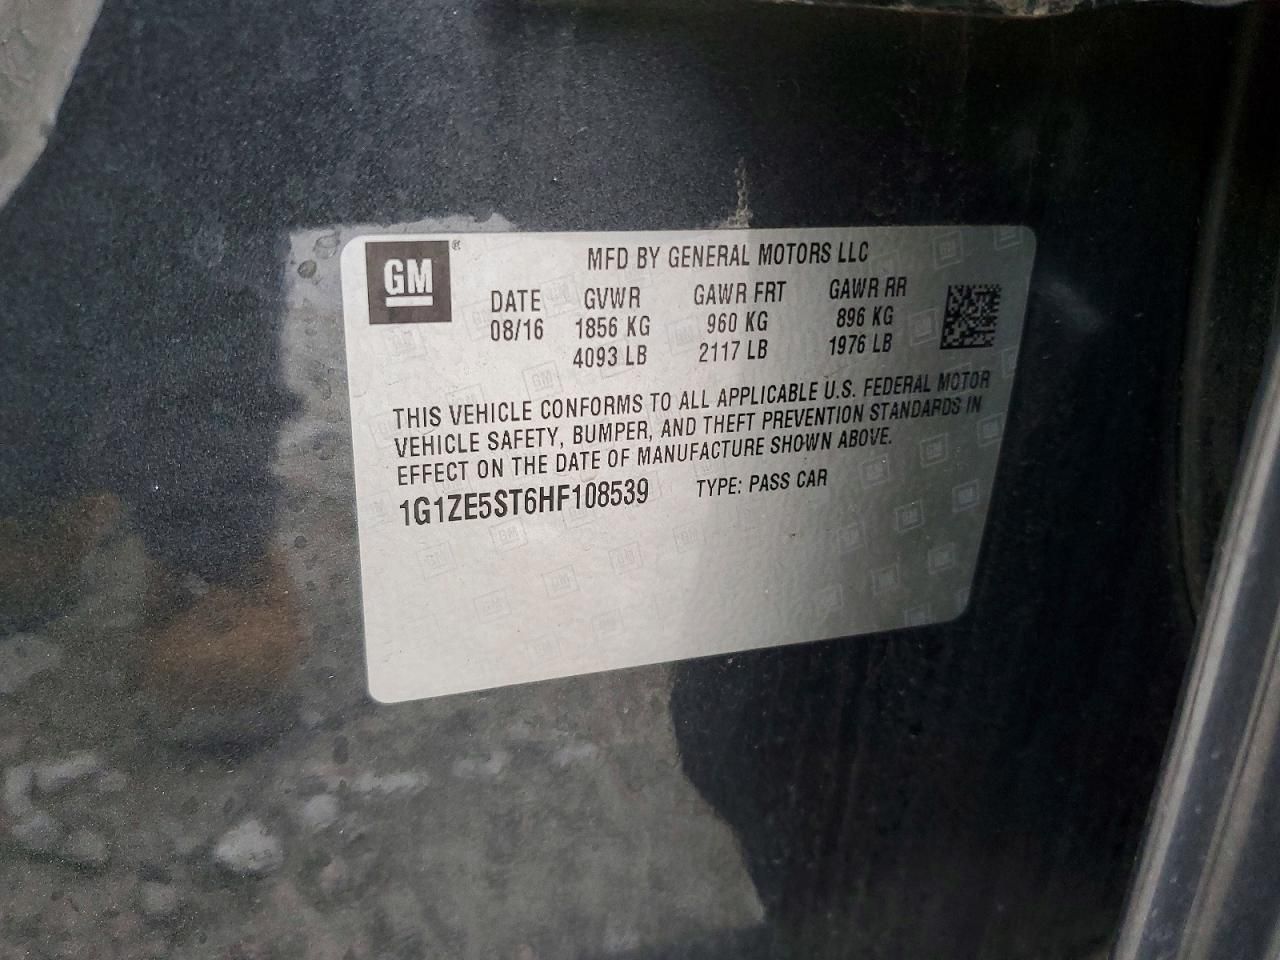 GM ®
MFD BY GENERAL MOTORS LLC
DATE GVWR GAWR FRT GAWR RR
08/16 1856 KG 960 KG 896 KG
4093 LB 2117 LB 1976 LB
THIS VEHICLE CONFORMS TO ALL APPLICABLE U.S. FEDERAL MOTOR
VEHICLE SAFETY, BUMPER, AND THEFT PREVENTION STANDARDS IN
EFFECT ON THE DATE OF MANUFACTURE SHOWN ABOVE.
1G1ZE5ST6HF108539 TYPE: PASS CAR